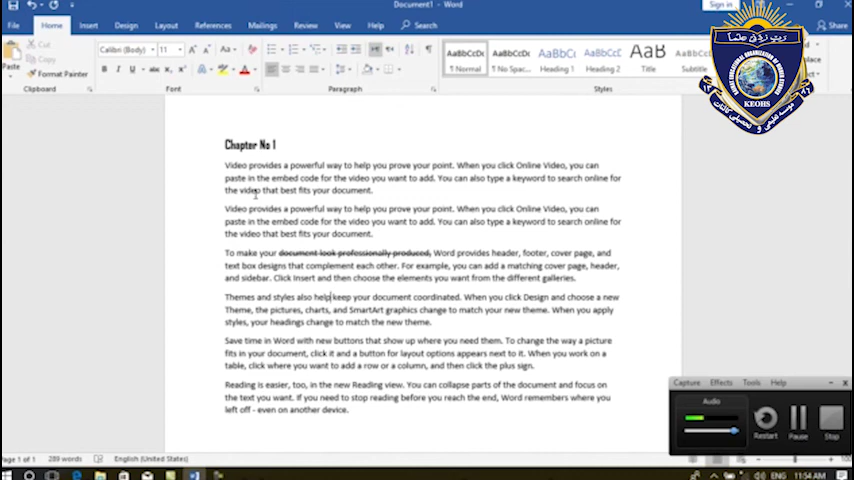 Document1 - Word
Sign in
File Home Insert Design Layout References Mailings Review View Help Search Share
Cut
Paste
Format Painter
Calibri (Body) 11
AaBbCcDc AaBbCcDc AaBbCc AaBbCcC AaB AaBbCc
¶ Normal ¶ No Spac... Heading 1 Heading 2 Title Subtitle
Clipboard Font Paragraph Styles
KEOHS
Chapter No 1
Video provides a powerful way to help you prove your point. When you click Online Video, you can
paste in the embed code for the video you want to add. You can also type a keyword to search online for
the video that best fits your document.
Video provides a powerful way to help you prove your point. When you click Online Video, you can
paste in the embed code for the video you want to add. You can also type a keyword to search online for
the video that best fits your document.
To make your document look professionally produced, Word provides header, footer, cover page, and
text box designs that complement each other. For example, you can add a matching cover page, header,
and sidebar. Click Insert and then choose the elements you want from the different galleries.
Themes and styles also help keep your document coordinated. When you click Design and choose a new
Theme, the pictures, charts, and SmartArt graphics change to match your new theme. When you apply
styles, your headings change to match the new theme.
Save time in Word with new buttons that show up where you need them. To change the way a picture
fits in your document, click it and a button for layout options appears next to it. When you work on a
table, click where you want to add a row or a column, and then click the plus sign.
Reading is easier, too, in the new Reading view. You can collapse parts of the document and focus on
the text you want. If you need to stop reading before you reach the end, Word remembers where you
left off - even on another device.
Capture Effects Tools Help
Audio
Restart Pause Stop
Page 1 of 1 289 words English (United States)
ENG 11:54 AM